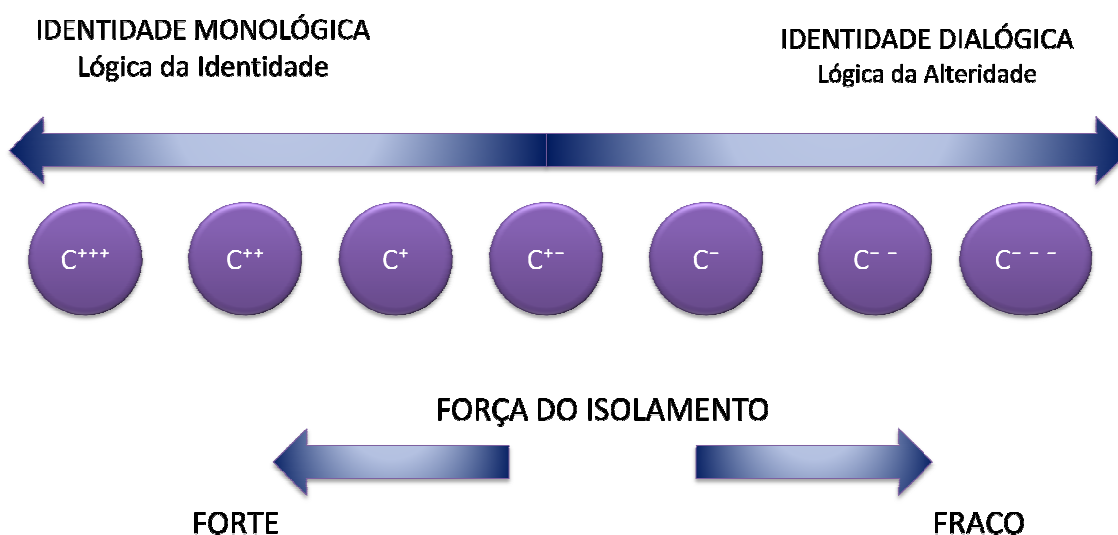 IDENTIDADE MONOLÓGICA
Lógica da Identidade
IDENTIDADE DIALÓGICA
Lógica da Alteridade
C⁺⁺⁺ C⁺⁺ C⁺ C⁺⁻ C⁻ C⁻ ⁻ C⁻ ⁻ ⁻
FORÇA DO ISOLAMENTO
FORTE FRACO